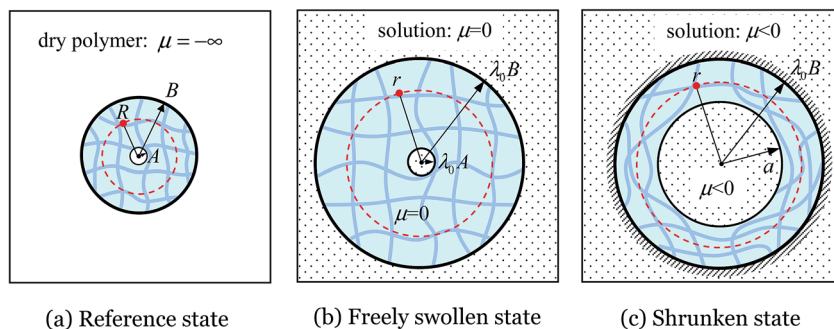 dry polymer: μ = −∞
R
B
A
(a) Reference state
solution: μ=0
r
λ₀B
λ₀A
μ=0
(b) Freely swollen state
solution: μ<0
r
λ₀B
a
μ<0
(c) Shrunken state